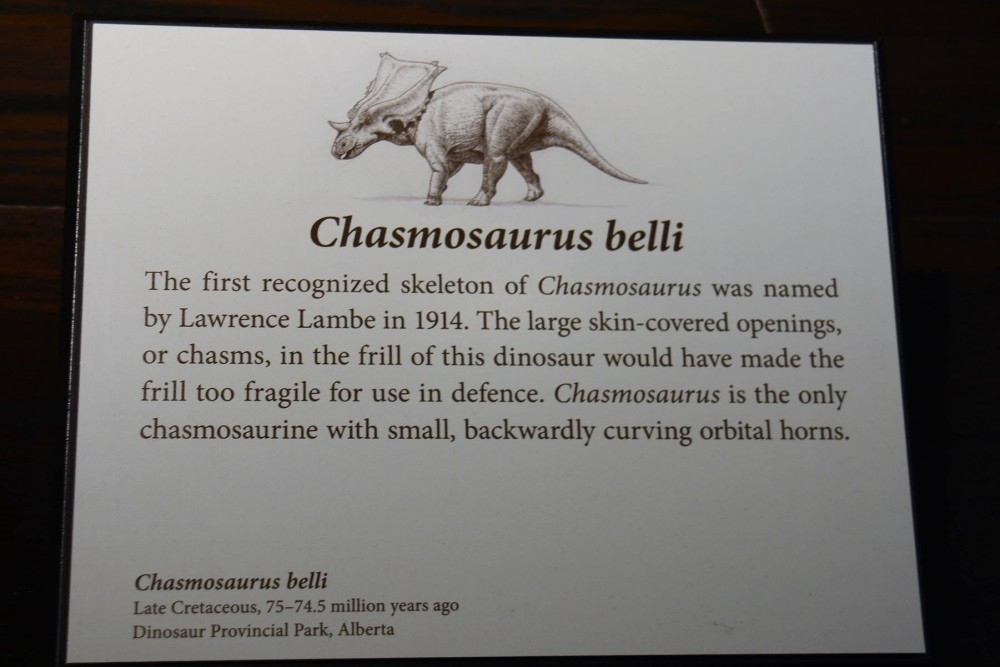 Chasmosaurus belli
The first recognized skeleton of Chasmosaurus was named
by Lawrence Lambe in 1914. The large skin-covered openings,
or chasms, in the frill of this dinosaur would have made the
frill too fragile for use in defence. Chasmosaurus is the only
chasmosaurine with small, backwardly curving orbital horns.
Chasmosaurus belli
Late Cretaceous, 75–74.5 million years ago
Dinosaur Provincial Park, Alberta